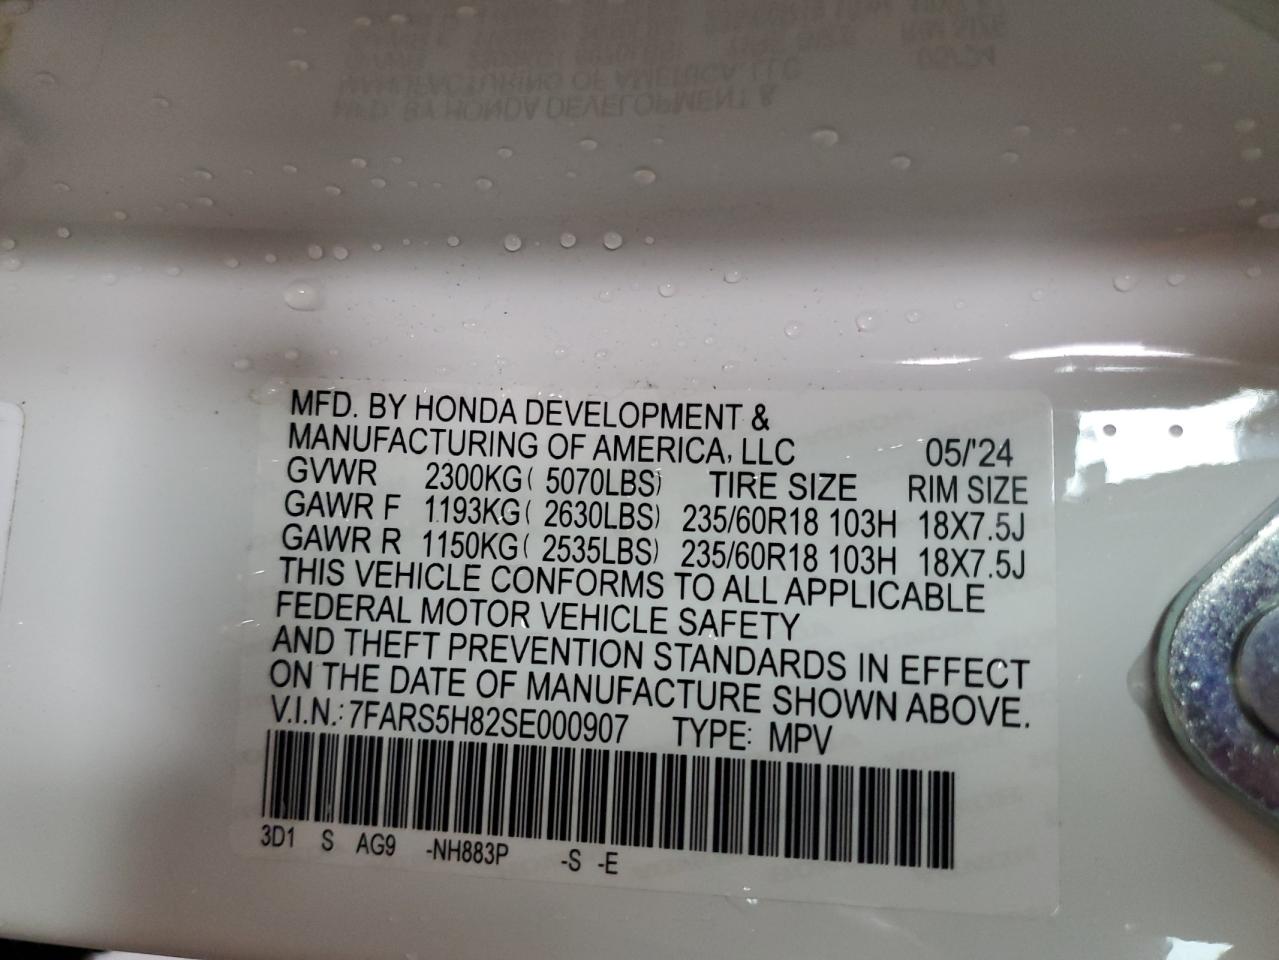 MFD. BY HONDA DEVELOPMENT &
MANUFACTURING OF AMERICA, LLC 05/'24
GVWR 2300KG( 5070LBS) TIRE SIZE RIM SIZE
GAWR F 1193KG( 2630LBS) 235/60R18 103H 18X7.5J
GAWR R 1150KG( 2535LBS) 235/60R18 103H 18X7.5J
THIS VEHICLE CONFORMS TO ALL APPLICABLE
FEDERAL MOTOR VEHICLE SAFETY
AND THEFT PREVENTION STANDARDS IN EFFECT
ON THE DATE OF MANUFACTURE SHOWN ABOVE.
V.I.N.: 7FARS5H82SE000907 TYPE: MPV
3D1 S AG9 -NH883P -S -E